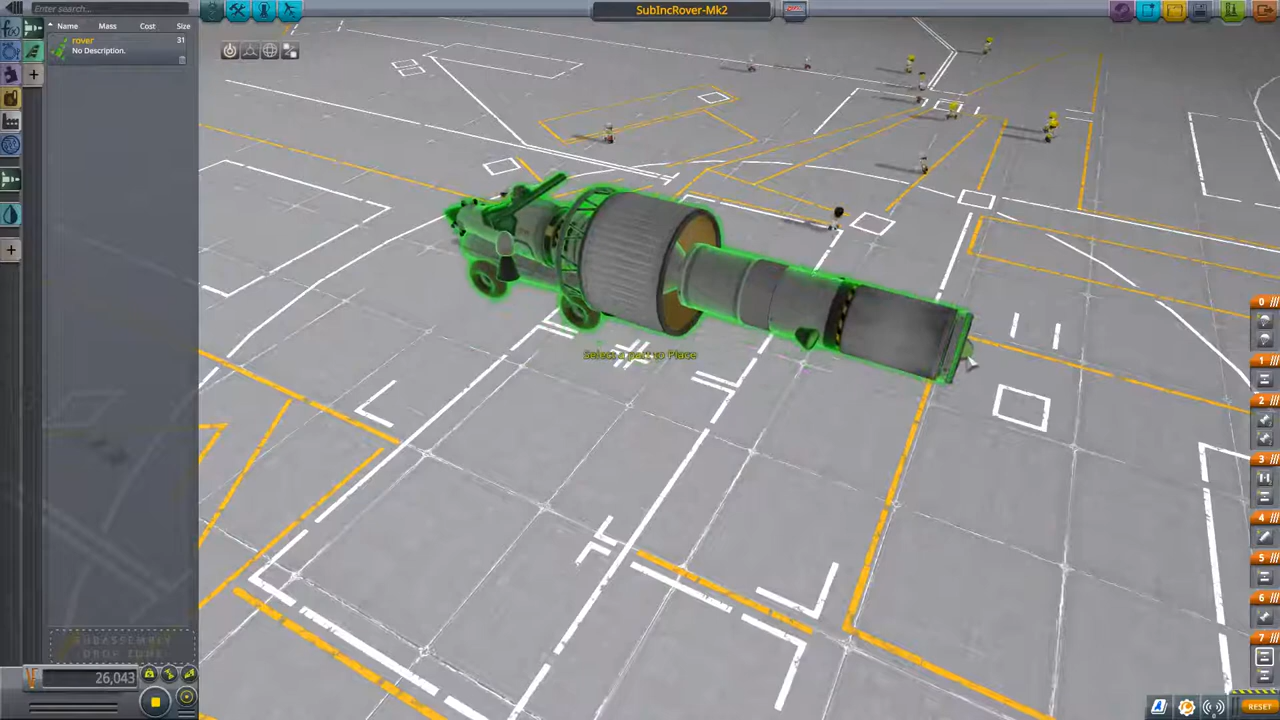 Enter search...
SubIncRover-Mk2
Name Mass Cost Size
rover 31
No Description.
Select a part to Place
SUBASSEMBLY
DROP ZONE
26,043
0
1
2
3
4
5
6
7
RESET